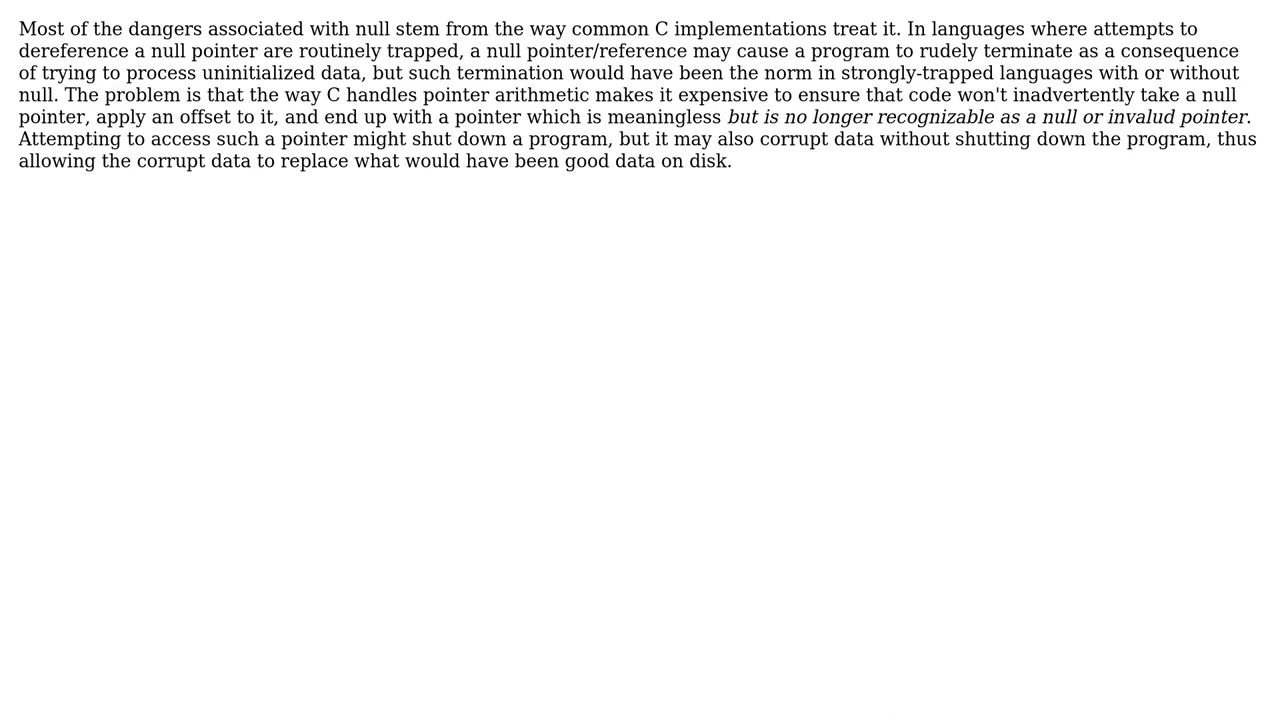 Most of the dangers associated with null stem from the way common C implementations treat it. In languages where attempts to
dereference a null pointer are routinely trapped, a null pointer/reference may cause a program to rudely terminate as a consequence
of trying to process uninitialized data, but such termination would have been the norm in strongly-trapped languages with or without
null. The problem is that the way C handles pointer arithmetic makes it expensive to ensure that code won't inadvertently take a null
pointer, apply an offset to it, and end up with a pointer which is meaningless but is no longer recognizable as a null or invalud pointer.
Attempting to access such a pointer might shut down a program, but it may also corrupt data without shutting down the program, thus
allowing the corrupt data to replace what would have been good data on disk.